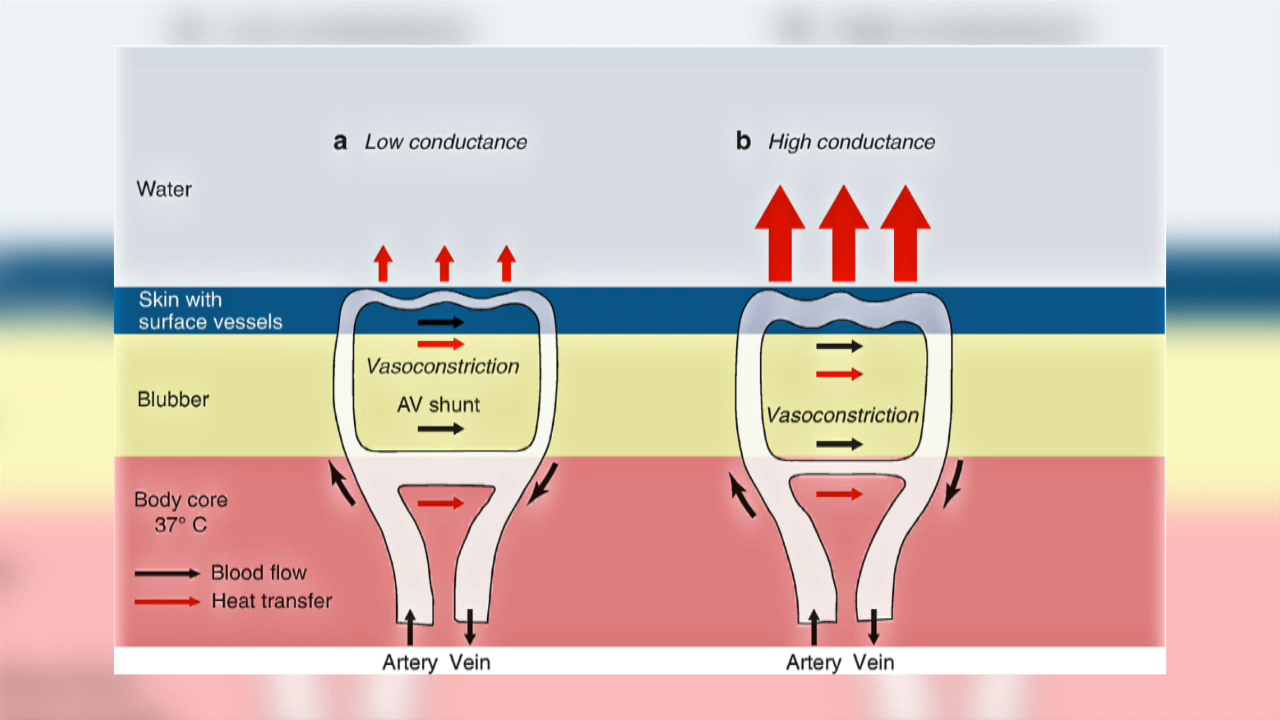 a Low conductance
b High conductance
Water
Skin with
surface vessels
Vasoconstriction
AV shunt
Blubber
Vasoconstriction
Body core
37° C
Blood flow
Heat transfer
Artery Vein
Artery Vein